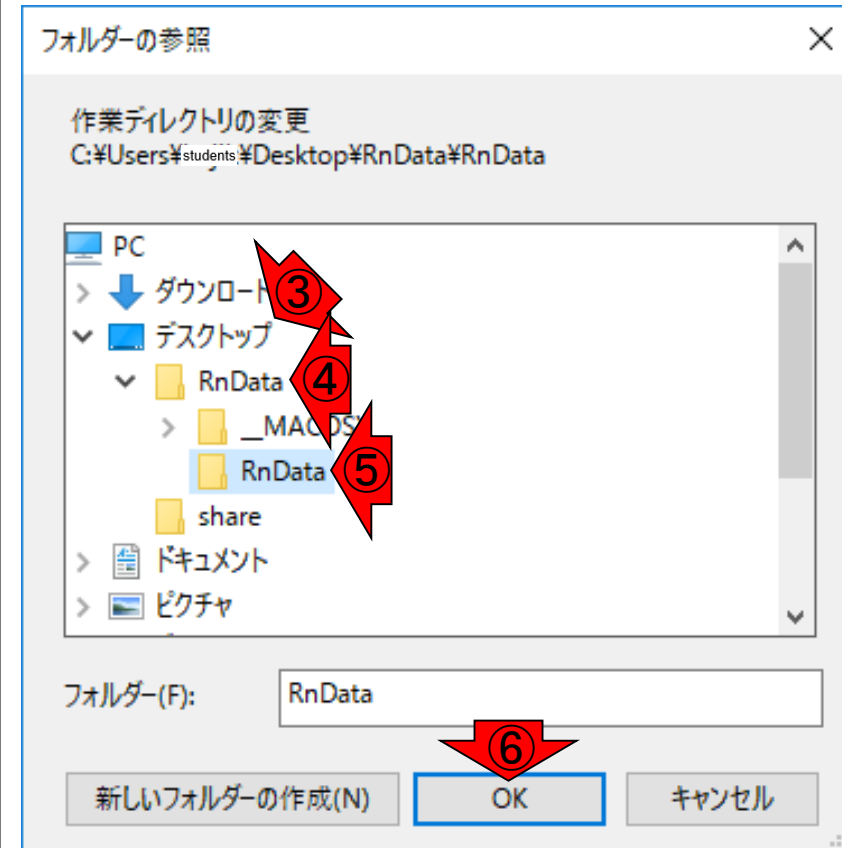 フォルダーの参照
作業ディレクトリの変更
C:¥Users¥students¥Desktop¥RnData¥RnData
PC
ダウンロード
③
デスクトップ
RnData
④
__MACOSX
RnData
⑤
share
ドキュメント
ピクチャ
フォルダー(F):
RnData
⑥
新しいフォルダーの作成(N)
OK
キャンセル